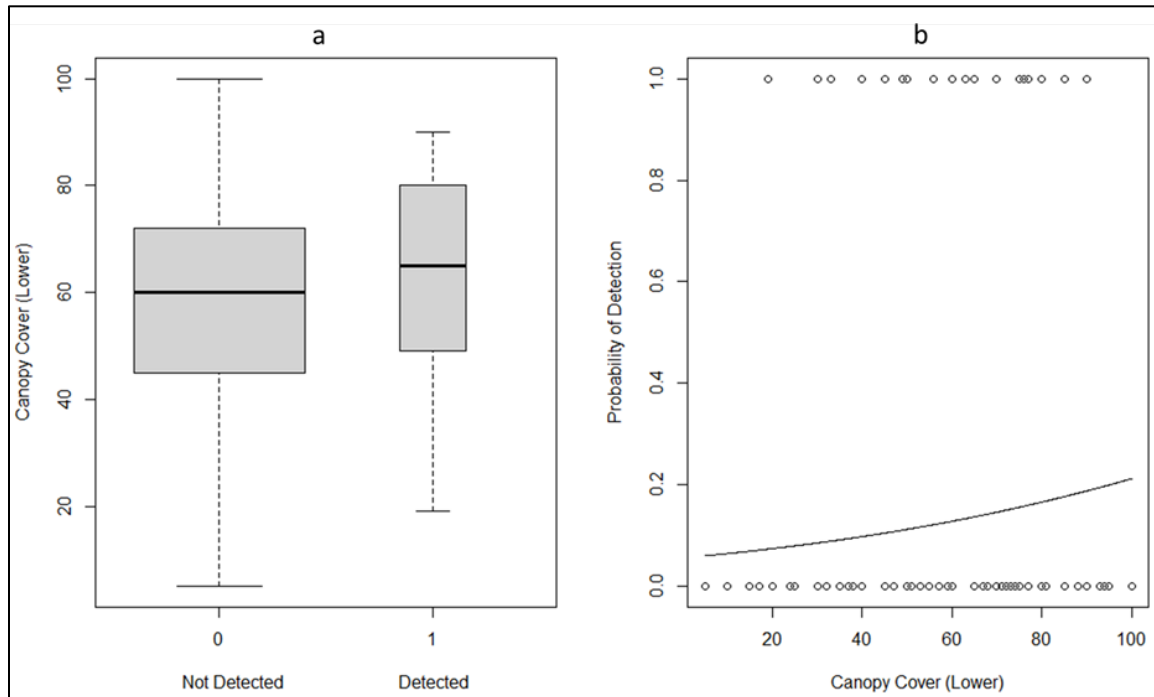 a
Canopy Cover (Lower)
100
80
60
40
20
0
1
Not Detected
Detected
b
Probability of Detection
1.0
0.8
0.6
0.4
0.2
0.0
20
40
60
80
100
Canopy Cover (Lower)